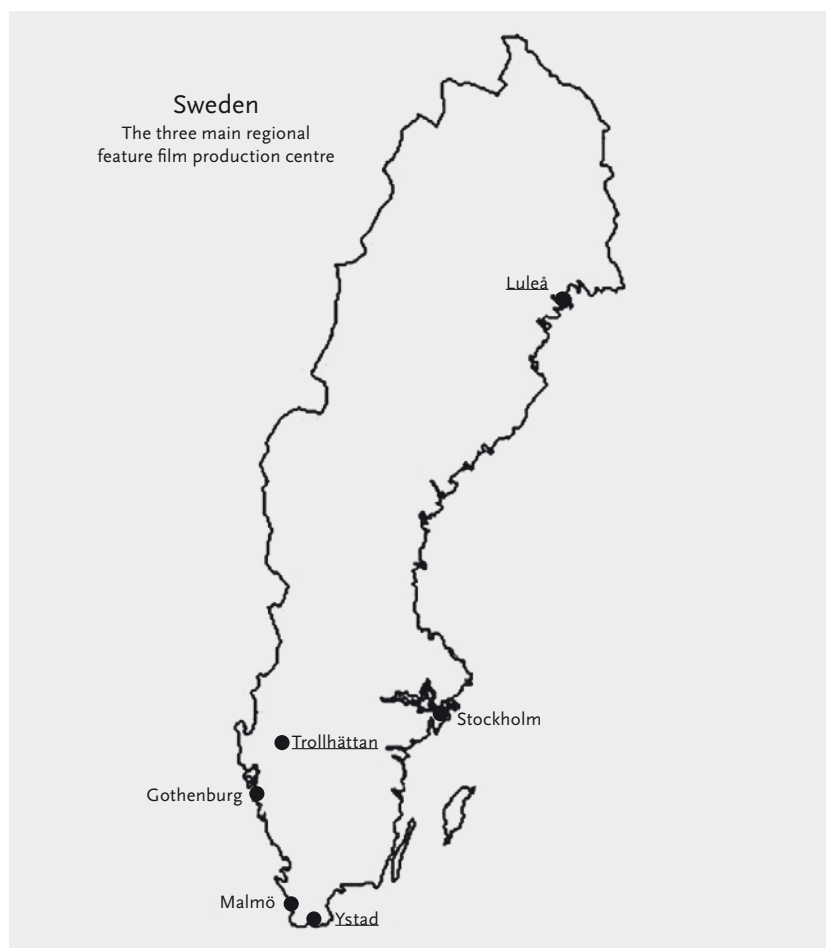 Sweden
The three main regional
feature film production centre
Luleå
Stockholm
Trollhättan
Gothenburg
Malmö
Ystad